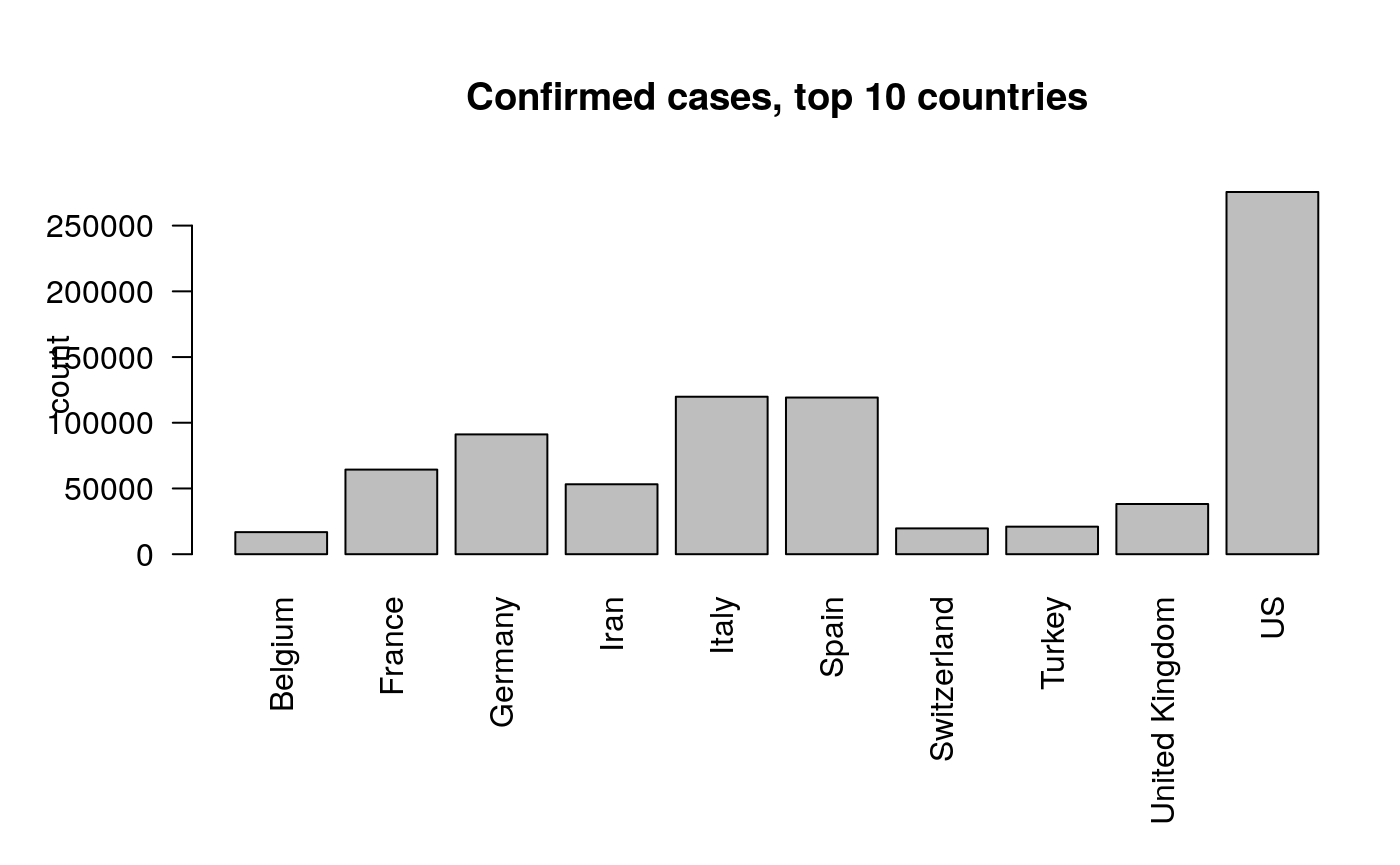 Confirmed cases, top 10 countries
250000
200000
150000
100000
50000
0
count
Belgium
France
Germany
Iran
Italy
Spain
Switzerland
Turkey
United Kingdom
US